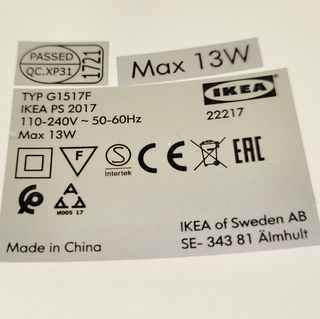 PASSED
QC.XP31
1721
Max 13W
TYP G1517F
IKEA PS 2017
110-240V ~ 50-60Hz
Max 13W
IKEA
22217
F
S
Intertek
CE
EAC
И005 17
Made in China
IKEA of Sweden AB
SE- 343 81 Älmhult